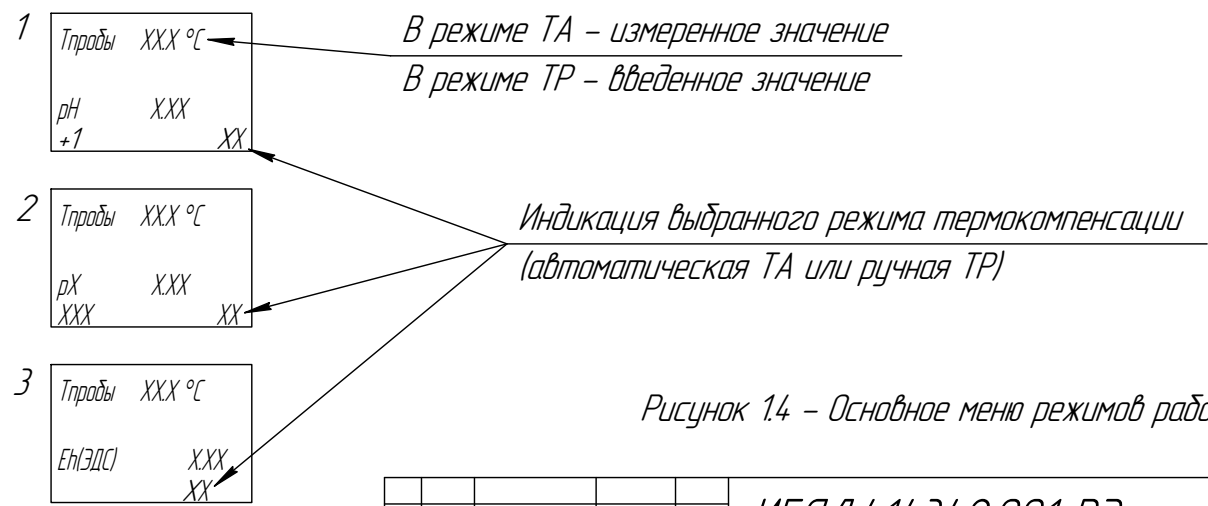 1
Тпробы XX.X °С
pH X.XX
+1 XX
В режиме ТА – измеренное значение
В режиме ТР – введенное значение
2
Тпробы XX.X °С
pX X.XX
XXX XX
Индикация выбранного режима термокомпенсации
(автоматическая ТА или ручная ТР)
3
Тпробы XX.X °С
Eh(ЭДС) X.XX
XX
Рисунок 1.4 – Основное меню режимов